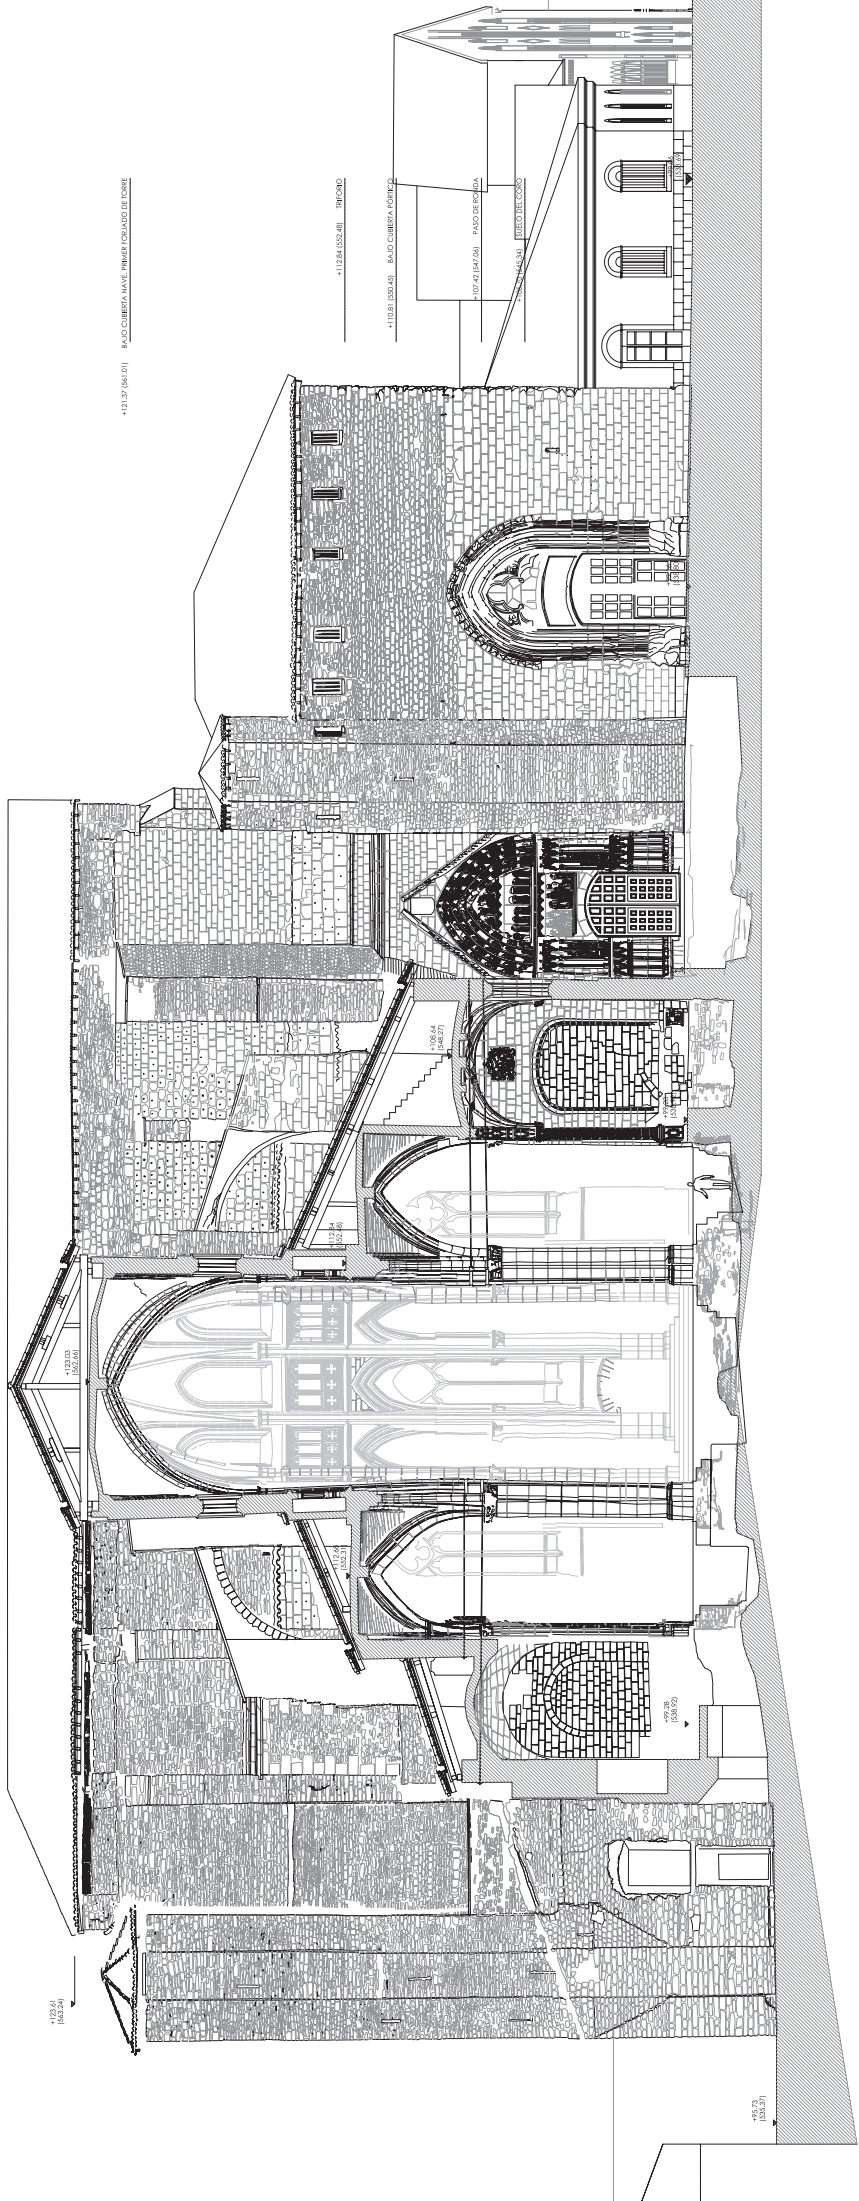 +121.37 (561.01) BAJO CUBIERTA NAVE, PRIMER FORJADO DE TORRE
+112.84 (552.48) TRIFORIO
+110.81 (550.45) BAJO CUBIERTA PÓRTICO
+107.42 (547.06) PASO DE RONDA
SUELO DEL CORO
+108.64
(548.27)
+112.84
(552.48)
+123.03
(562.66)
(552.31)
+99.28
(538.92)
+123.61
(563.24)
+95.73
(535.37)